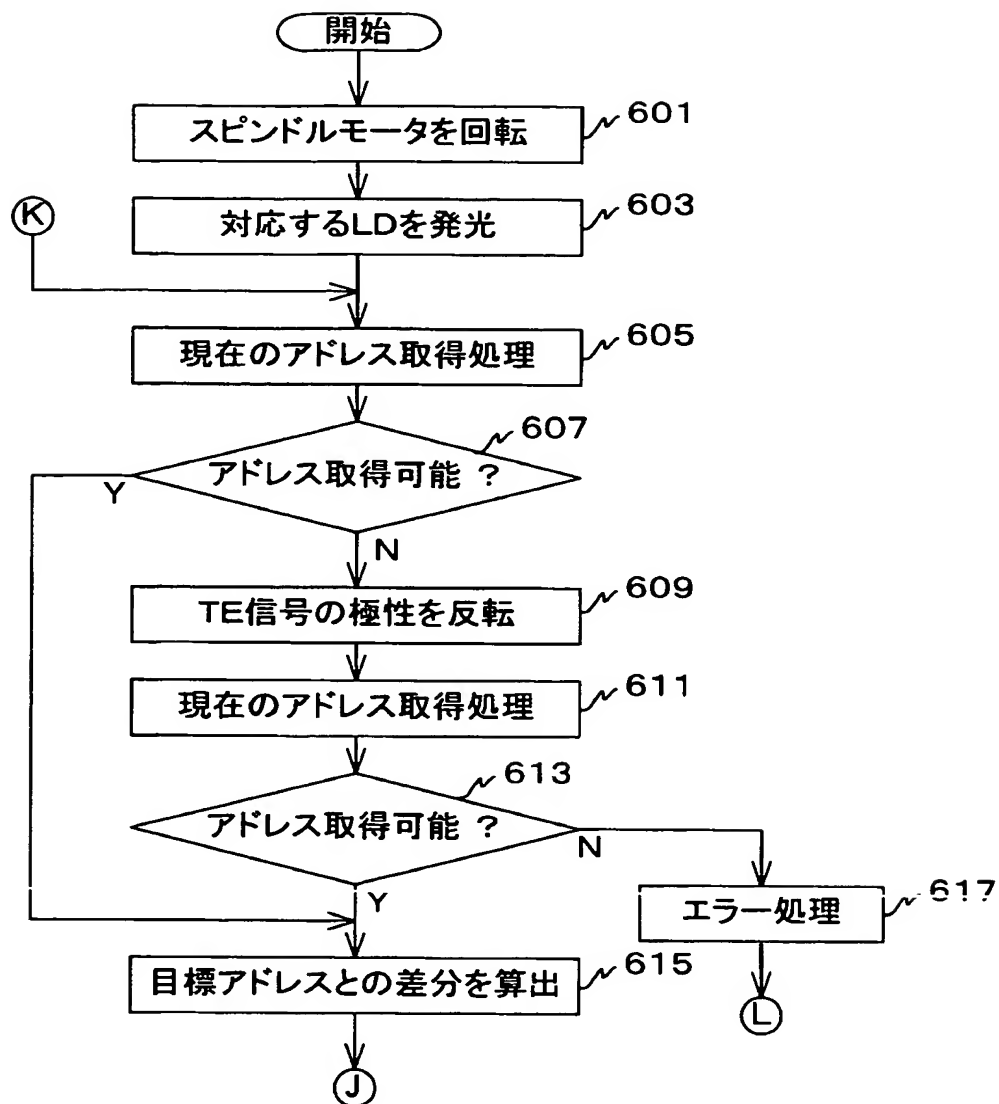 開始
スピンドルモータを回転
601
対応するLDを発光
603
K
現在のアドレス取得処理
605
アドレス取得可能 ?
607
Y
N
TE信号の極性を反転
609
現在のアドレス取得処理
611
アドレス取得可能 ?
613
N
Y
エラー処理
617
目標アドレスとの差分を算出
615
L
J